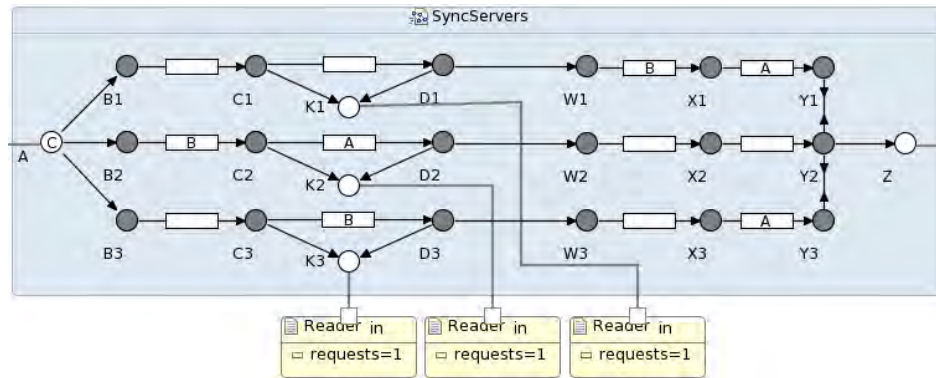 SyncServers
B A
B1 C1 K1 D1 W1 X1 Y1
A C B A
B2 C2 K2 D2 W2 X2 Y2 Z
B A
B3 C3 K3 D3 W3 X3 Y3
Reader in Reader in Reader in
requests=1 requests=1 requests=1